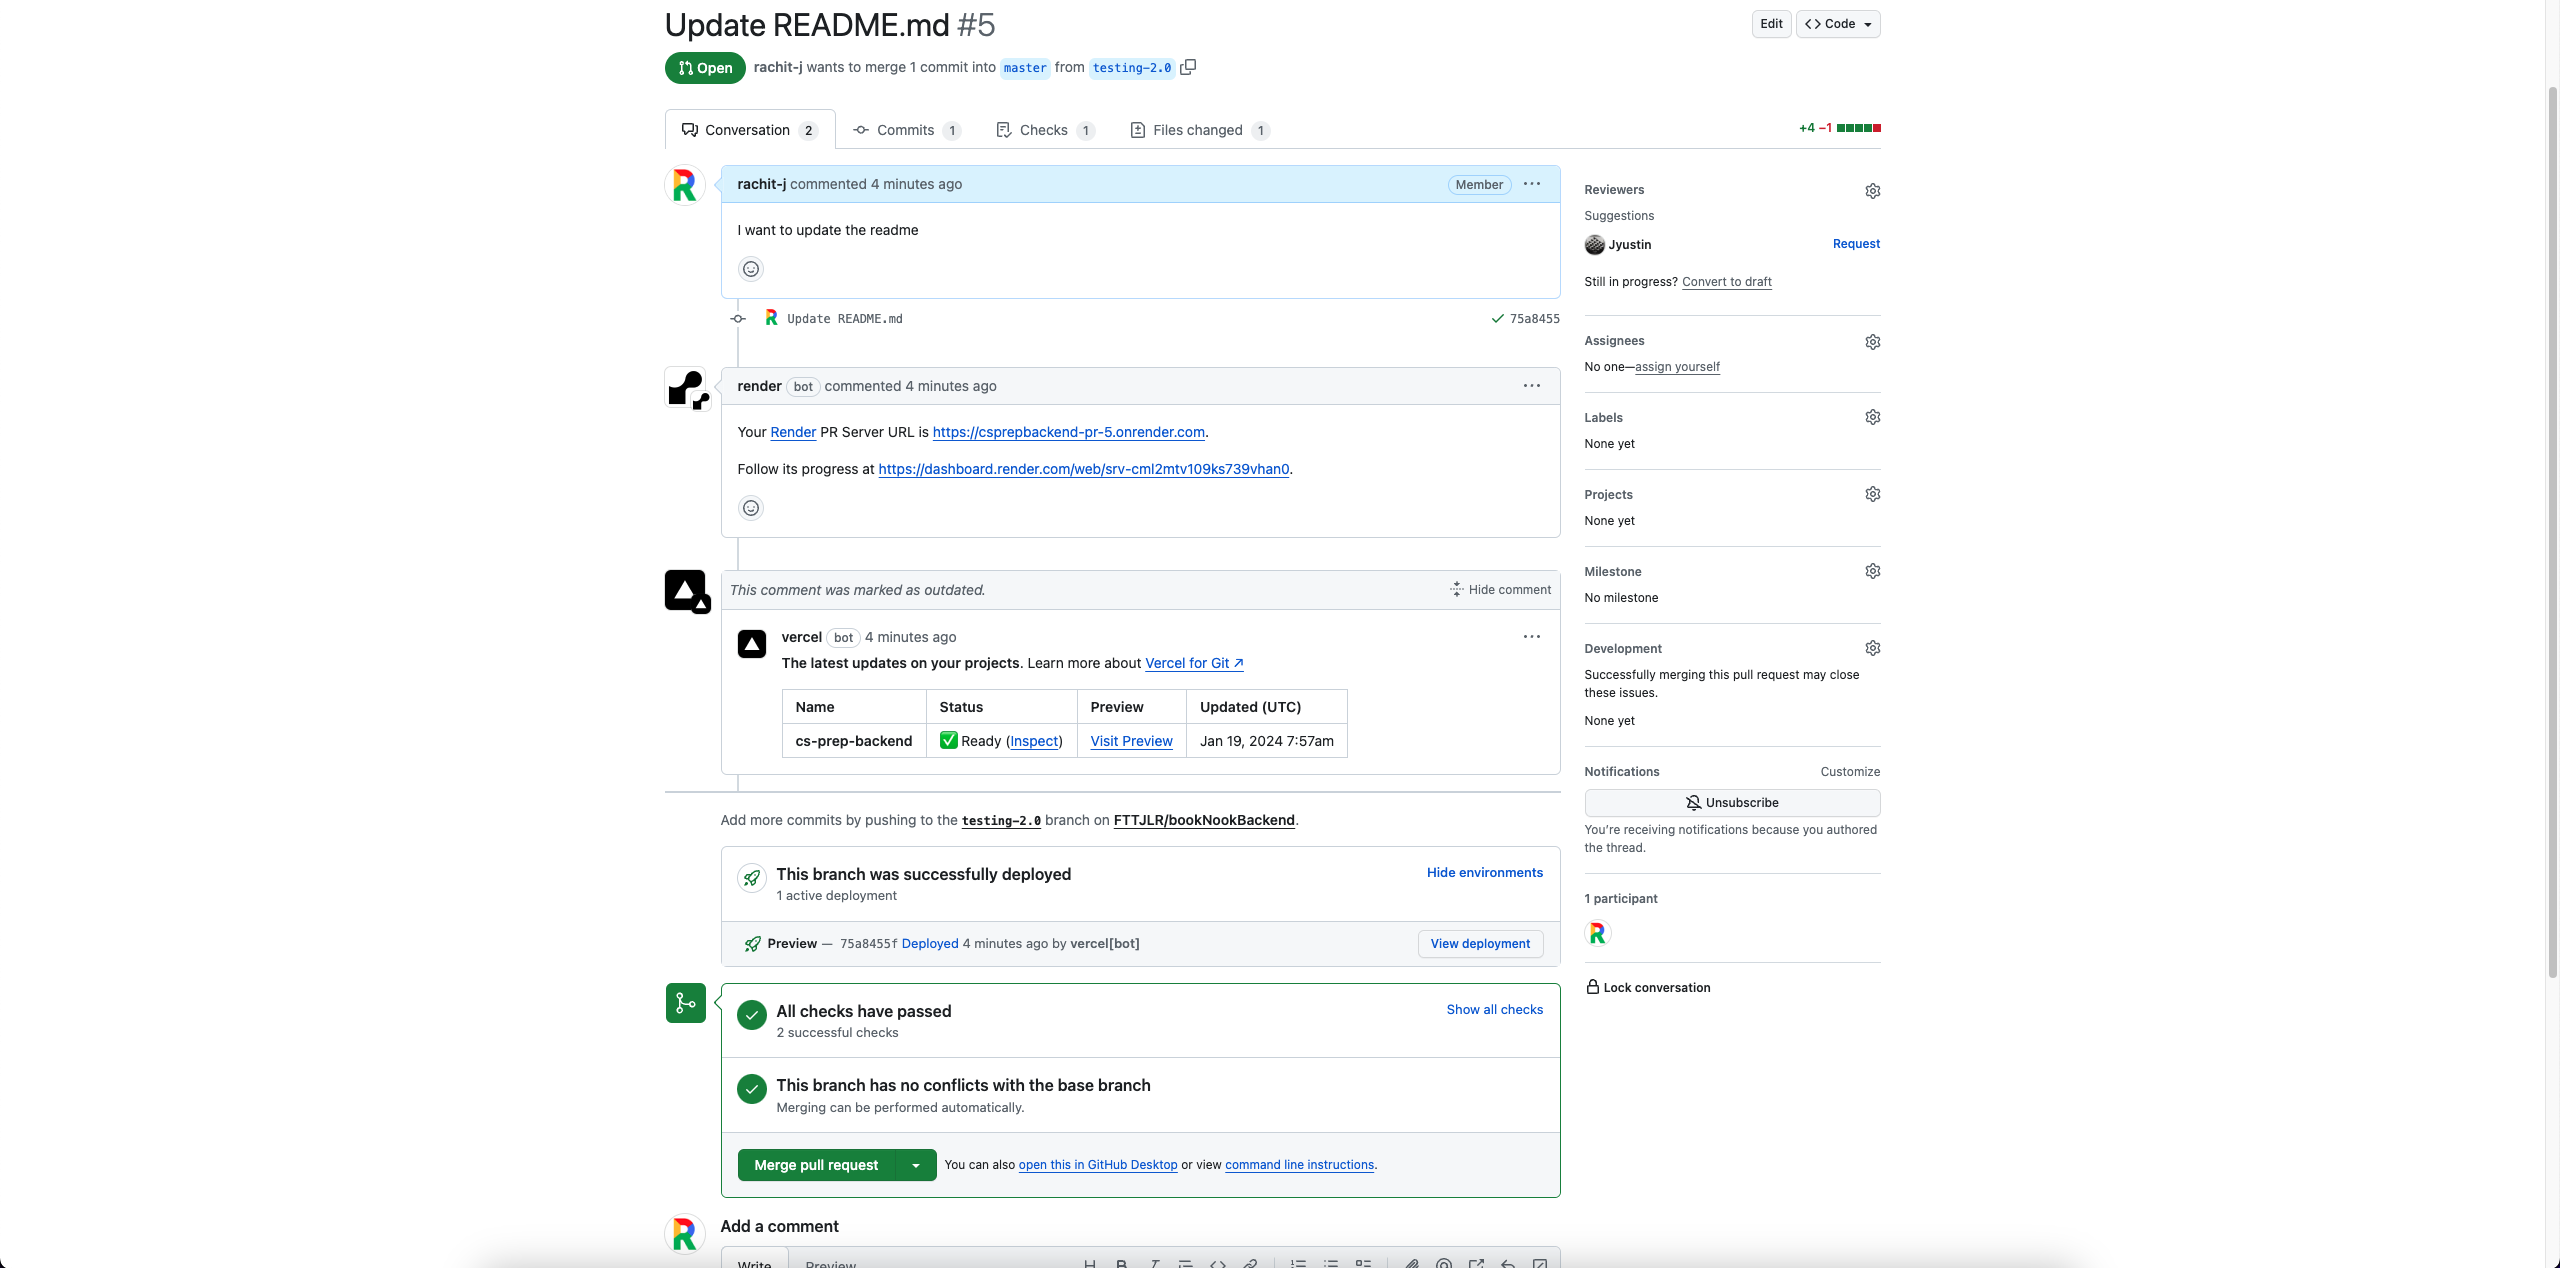 Update README.md #5
Edit
Code
Open
rachit-j wants to merge 1 commit into master from testing-2.0
Conversation 2
Commits 1
Checks 1
Files changed 1
+4 −1
rachit-j commented 4 minutes ago
Member
I want to update the readme
Update README.md
75a8455
render bot commented 4 minutes ago
Your Render PR Server URL is https://csprepbackend-pr-5.onrender.com.
Follow its progress at https://dashboard.render.com/web/srv-cml2mtv109ks739vhan0.
This comment was marked as outdated.
Hide comment
vercel bot 4 minutes ago
The latest updates on your projects. Learn more about Vercel for Git ↗
Name Status Preview Updated (UTC)
cs-prep-backend ✅ Ready (Inspect) Visit Preview Jan 19, 2024 7:57am
Add more commits by pushing to the testing-2.0 branch on FTTJLR/bookNookBackend.
This branch was successfully deployed
1 active deployment
Hide environments
Preview — 75a8455f Deployed 4 minutes ago by vercel[bot]
View deployment
All checks have passed
2 successful checks
Show all checks
This branch has no conflicts with the base branch
Merging can be performed automatically.
Merge pull request
You can also open this in GitHub Desktop or view command line instructions.
Add a comment
Write
Preview
Reviewers
Suggestions
Jyustin
Request
Still in progress? Convert to draft
Assignees
No one—assign yourself
Labels
None yet
Projects
None yet
Milestone
No milestone
Development
Successfully merging this pull request may close
these issues.
None yet
Notifications
Customize
Unsubscribe
You're receiving notifications because you authored
the thread.
1 participant
Lock conversation